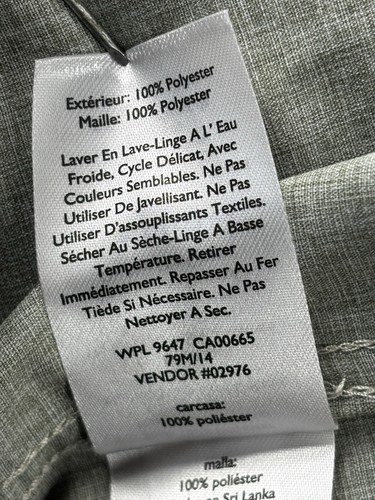 Extérieur: 100% Polyester
Maille: 100% Polyester
Laver En Lave-Linge A L' Eau
Froide, Cycle Délicat, Avec
Couleurs Semblables. Ne Pas
Utiliser De Javellisant. Ne Pas
Utiliser D'assouplissants Textiles.
Sécher Au Sèche-Linge A Basse
Température. Retirer
Immédiatement. Repasser Au Fer
Tiède Si Nécessaire. Ne Pas
Nettoyer A Sec.
WPL 9647 CA00665
79M/14
VENDOR #02976
carcasa:
100% poliéster
malla:
100% poliéster
en Sri Lanka